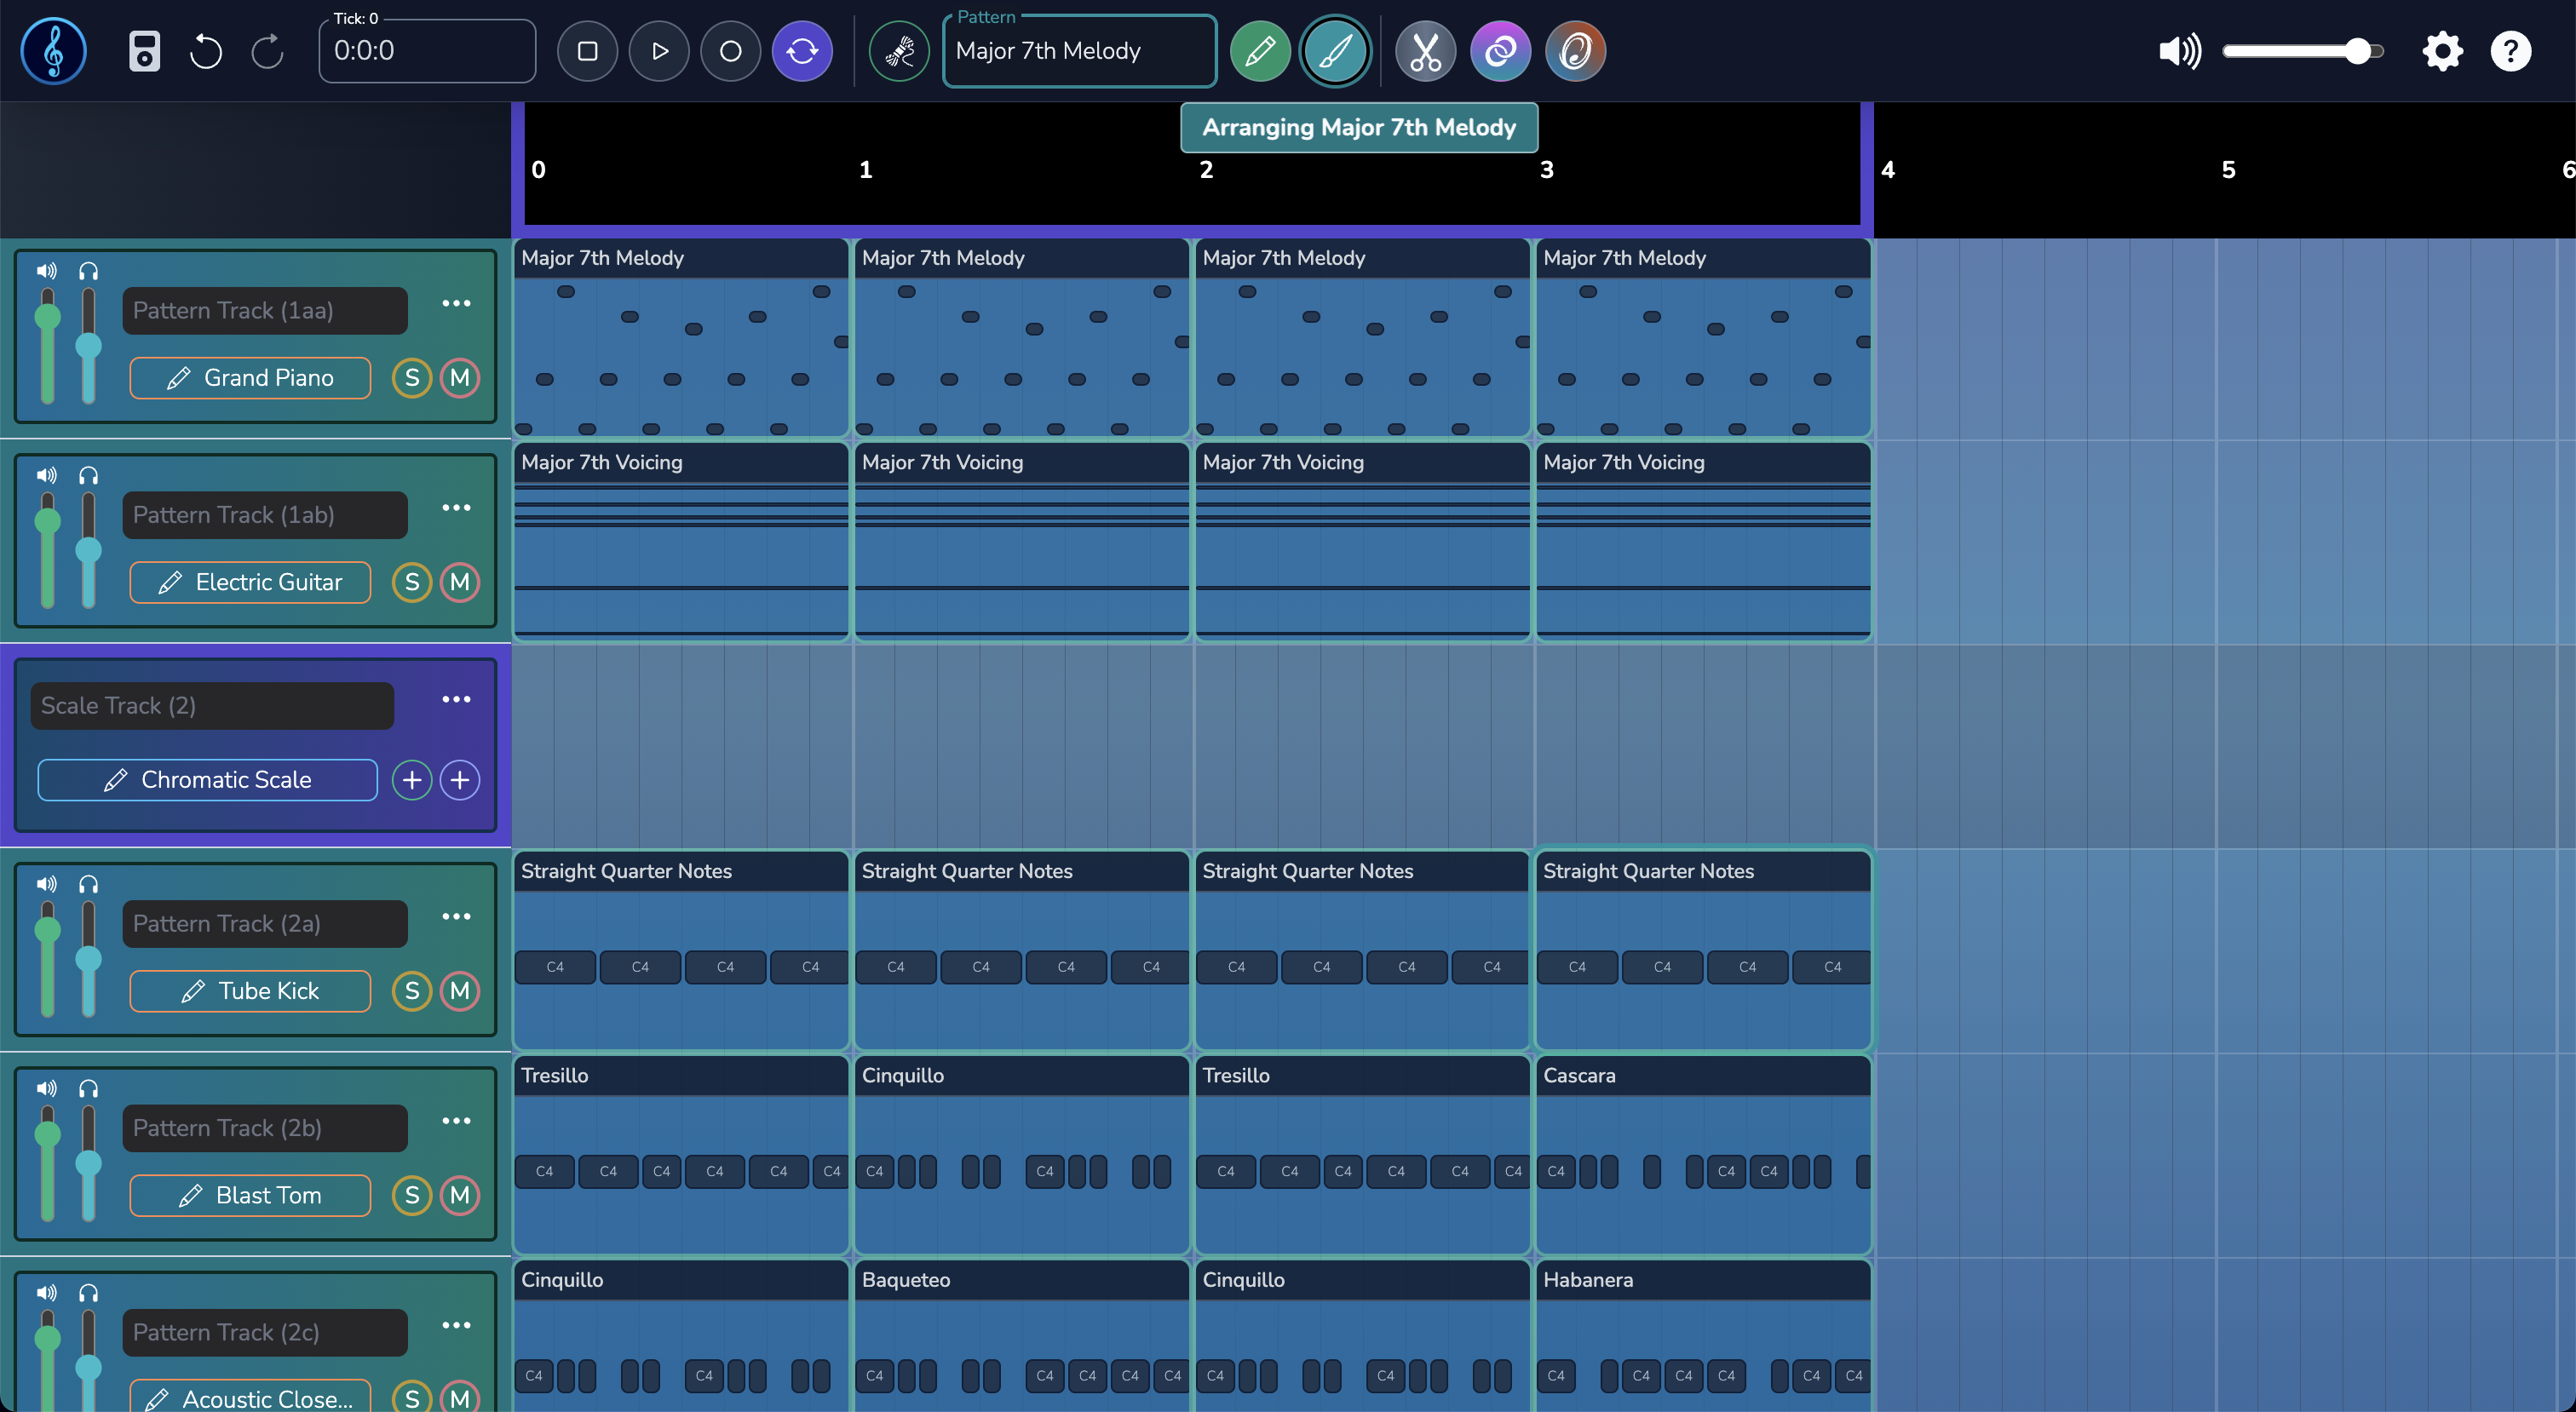 Tick: 0
0:0:0
Pattern
Major 7th Melody
?
Arranging Major 7th Melody
0 1 2 3 4 5 6
Pattern Track (1aa)
Grand Piano S M
Major 7th Melody Major 7th Melody Major 7th Melody Major 7th Melody
Pattern Track (1ab)
Electric Guitar S M
Major 7th Voicing Major 7th Voicing Major 7th Voicing Major 7th Voicing
Scale Track (2)
Chromatic Scale
Pattern Track (2a)
Tube Kick S M
Straight Quarter Notes Straight Quarter Notes Straight Quarter Notes Straight Quarter Notes
C4 C4 C4 C4 C4 C4 C4 C4 C4 C4 C4 C4 C4 C4 C4 C4
Pattern Track (2b)
Blast Tom S M
Tresillo Cinquillo Tresillo Cascara
C4 C4 C4 C4 C4 C4 C4 C4 C4 C4 C4 C4 C4 C4 C4 C4 C4
Pattern Track (2c)
Acoustic Close... S M
Cinquillo Baqueteo Cinquillo Habanera
C4 C4 C4 C4 C4 C4 C4 C4 C4 C4 C4 C4 C4 C4 C4